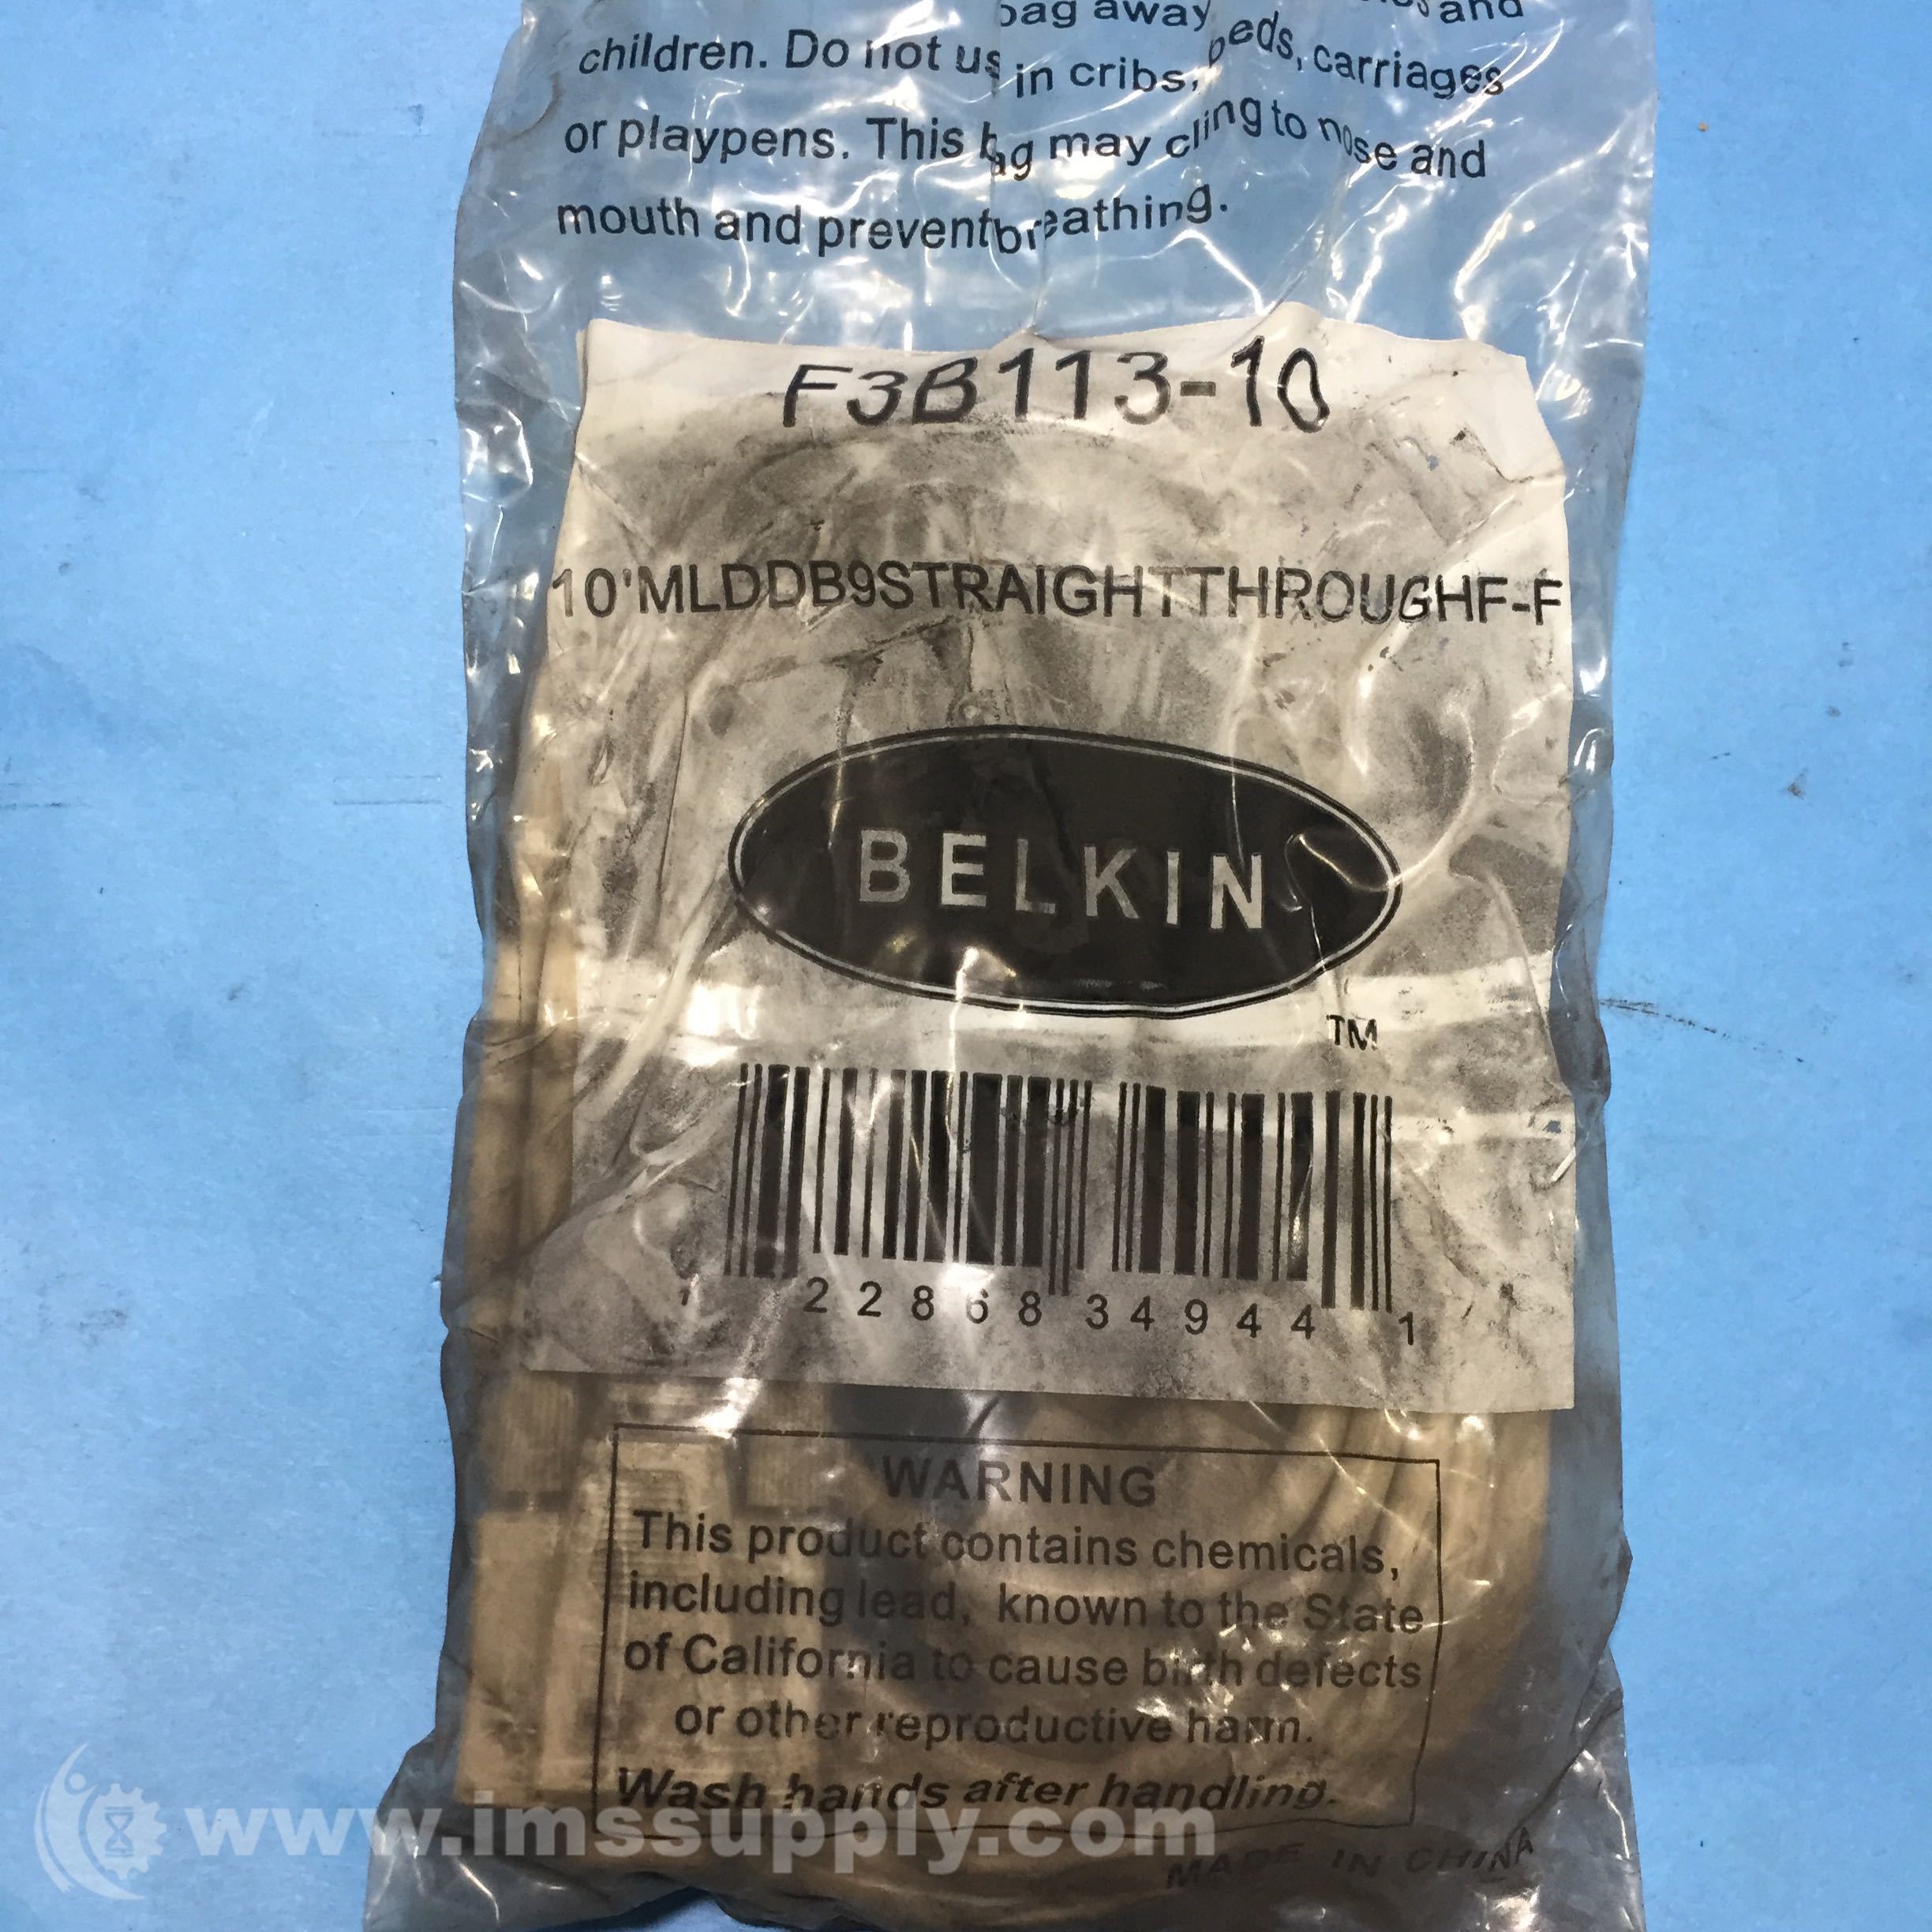 bag away and
children. Do not us in cribs, beds, carriages
or playpens. This bag may cling to nose and
mouth and prevent breathing.
F3B113-10
10'MLDDB9STRAIGHTTHROUGHF-F
BELKIN
TM
22868 34944 1
WARNING
This product contains chemicals,
including lead, known to the State
of California to cause birth defects
or other reproductive harm.
Wash hands after handling.
www.imssupply.com
MADE IN CHINA